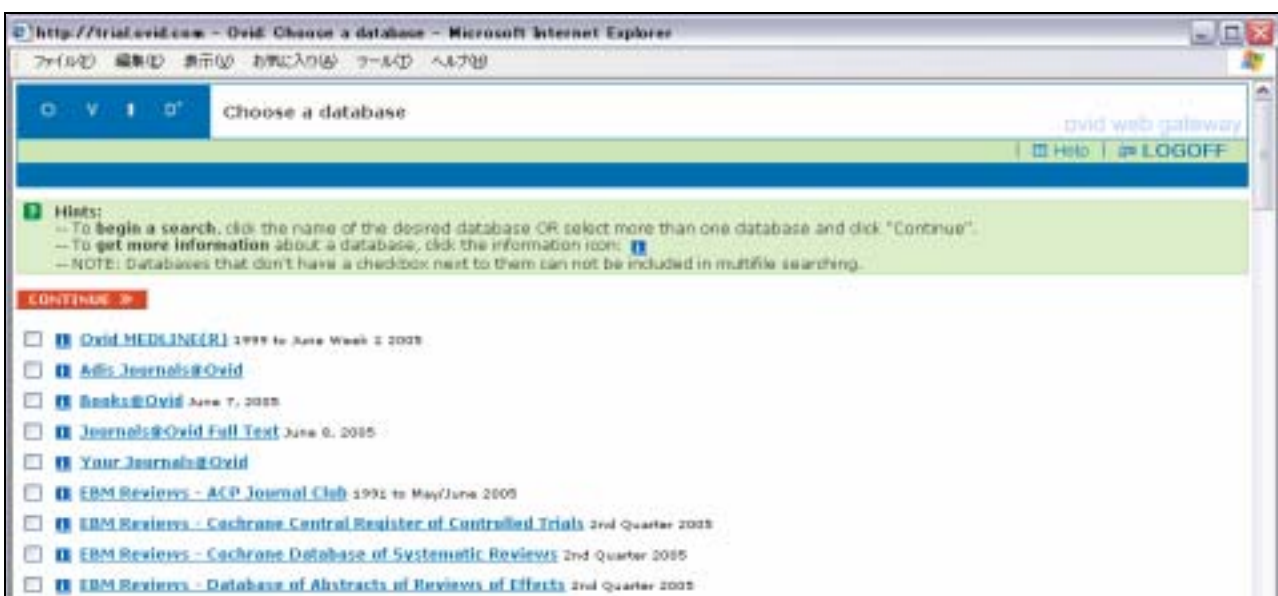 http://trial.ovid.com - Ovid: Choose a database - Microsoft Internet Explorer
ファイル(F) 編集(E) 表示(V) お気に入り(A) ツール(T) ヘルプ(H)
O V I D Choose a database
ovid web gateway
| Help | LOGOFF
Hints:
-- To begin a search, click the name of the desired database OR select more than one database and click "Continue".
-- To get more information about a database, click the information icon:
-- NOTE: Databases that don't have a checkbox next to them can not be included in multifile searching.
CONTINUE »
Ovid MEDLINE(R) 1999 to June Week 1 2005
Adis Journals@Ovid
Books@Ovid June 7, 2005
Journals@Ovid Full Text June 8, 2005
Your Journals@Ovid
EBM Reviews - ACP Journal Club 1991 to May/June 2005
EBM Reviews - Cochrane Central Register of Controlled Trials 2nd Quarter 2005
EBM Reviews - Cochrane Database of Systematic Reviews 2nd Quarter 2005
EBM Reviews - Database of Abstracts of Reviews of Effects 2nd Quarter 2005